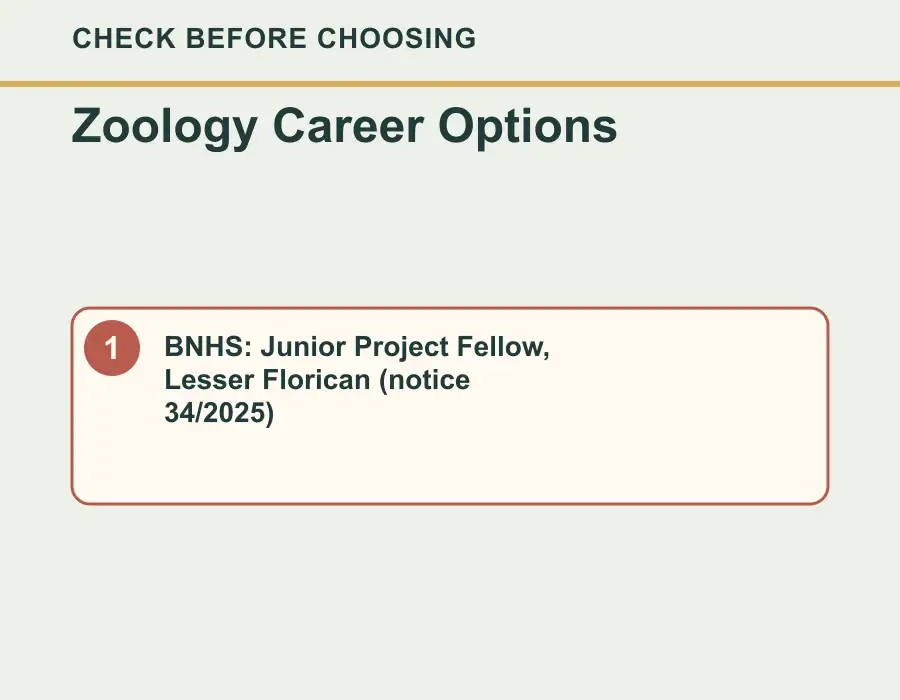 CHECK BEFORE CHOOSING
Zoology Career Options
1
BNHS: Junior Project Fellow,
Lesser Florican (notice
34/2025)